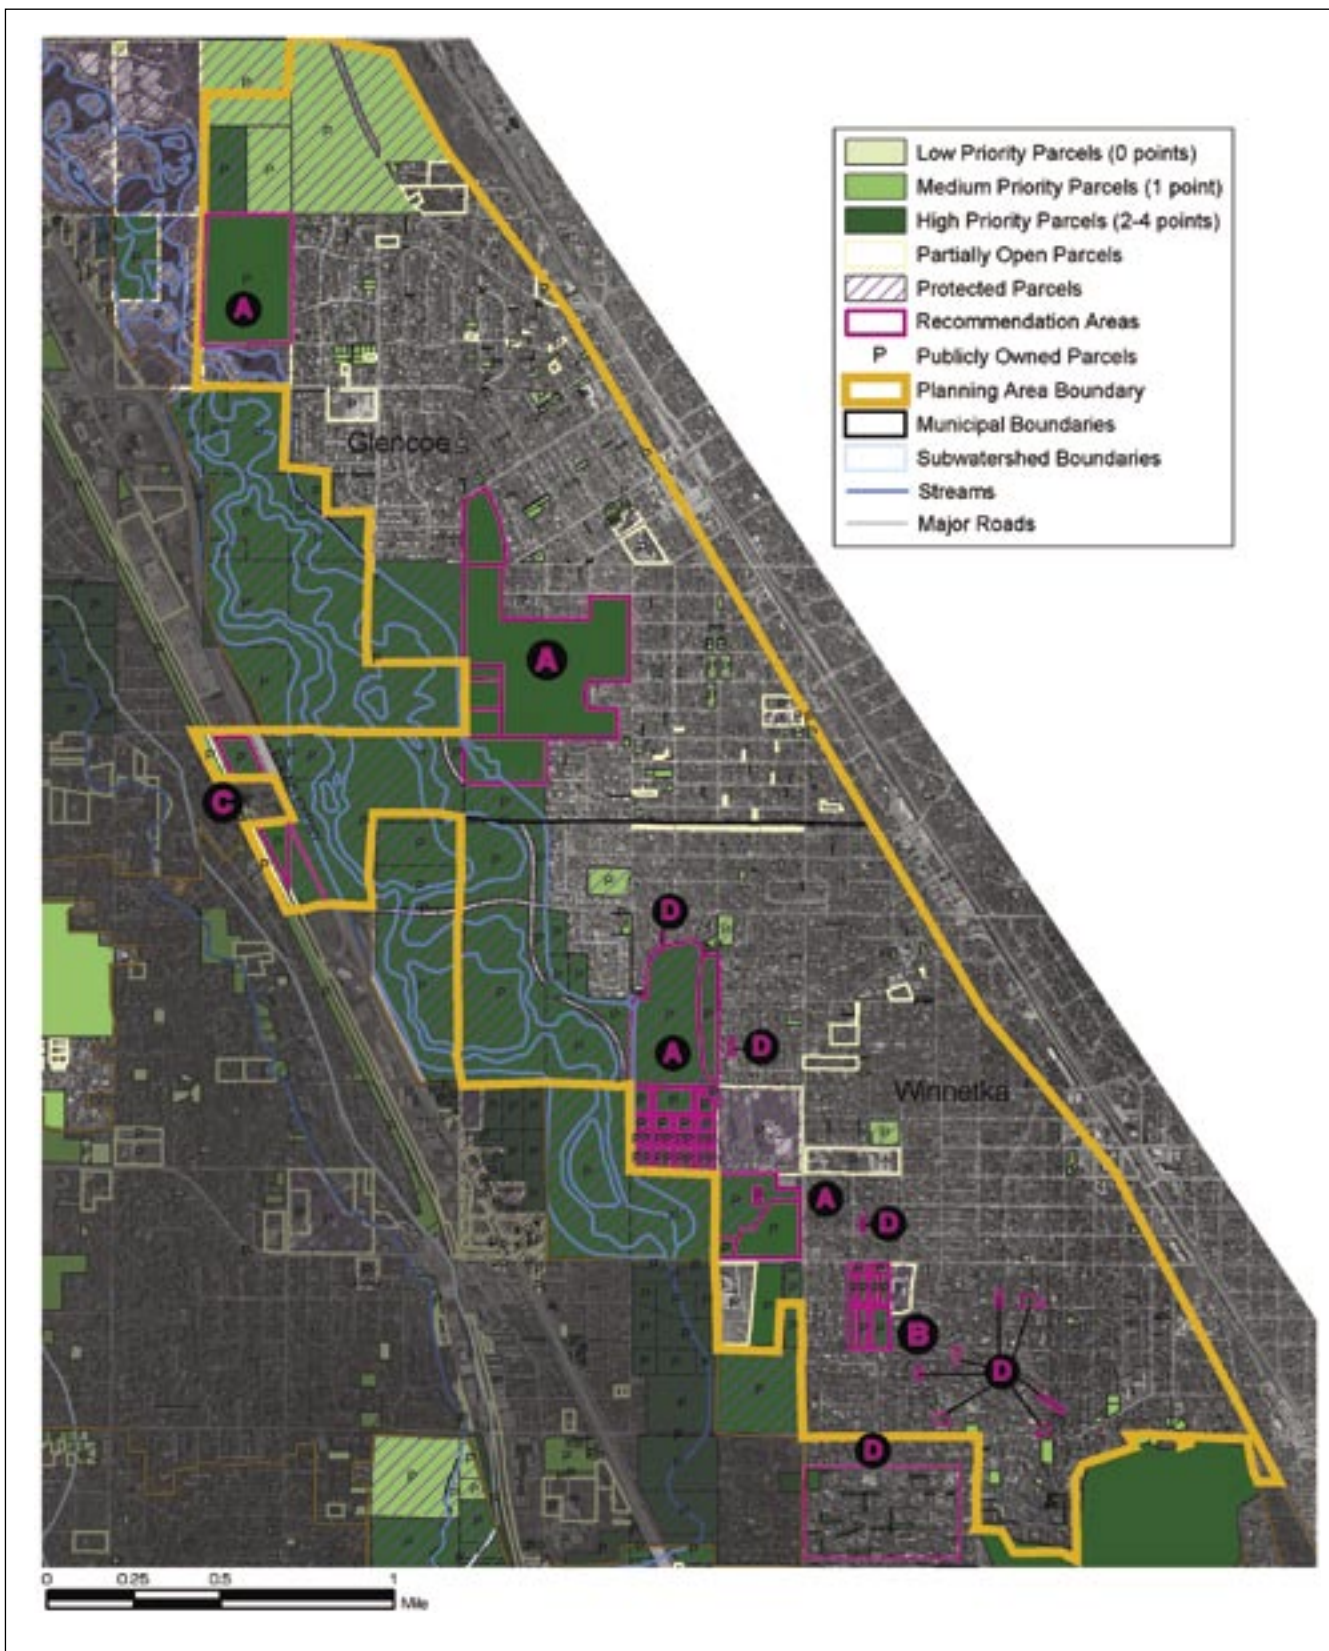 Low Priority Parcels (0 points)
Medium Priority Parcels (1 point)
High Priority Parcels (2-4 points)
Partially Open Parcels
Protected Parcels
Recommendation Areas
P Publicly Owned Parcels
Planning Area Boundary
Municipal Boundaries
Subwatershed Boundaries
Streams
Major Roads
A
Glencoe
A
C
D
A
D
Winnetka
A
D
B
D
D
0 0.25 0.5 1
Mile